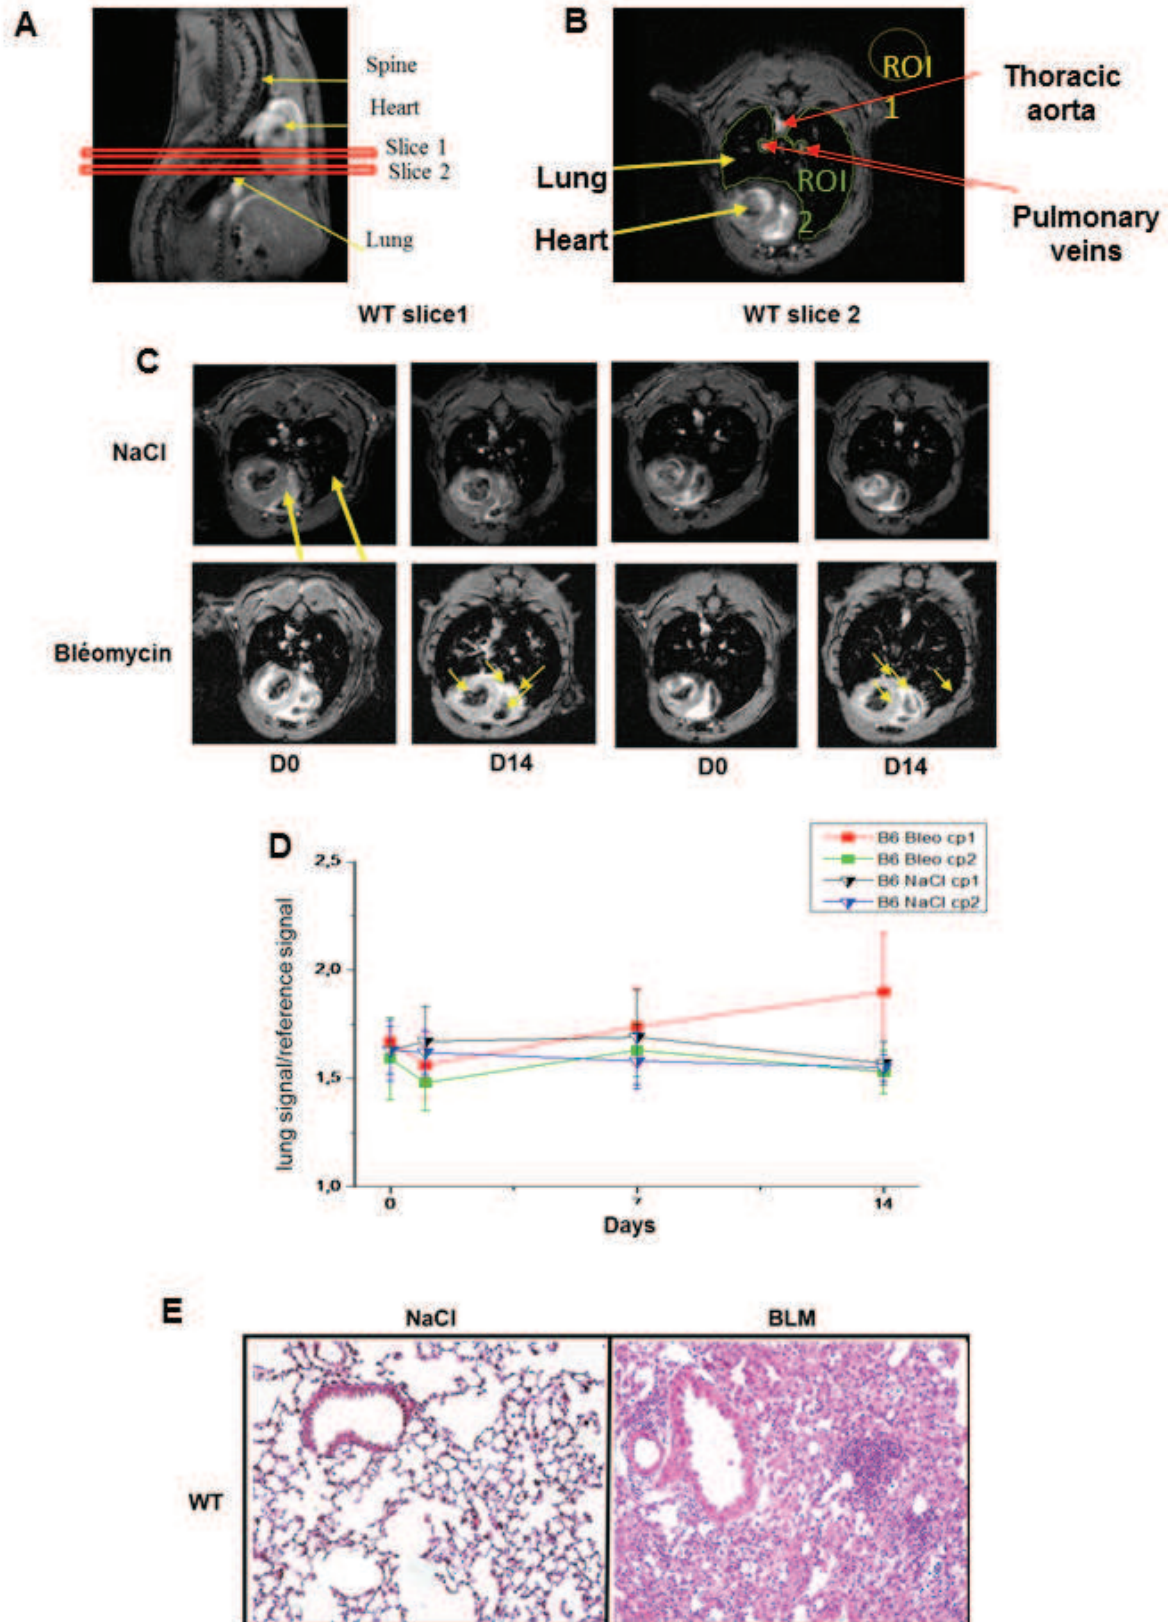 A
Spine
Heart
Slice 1
Slice 2
Lung
B
ROI
1
Thoracic
aorta
Lung
ROI
2
Heart
Pulmonary
veins
WT slice1
WT slice 2
C
NaCl
Bléomycin
D0
D14
D0
D14
D
B6 Bleo cp1
B6 Bleo cp2
B6 NaCl cp1
B6 NaCl cp2
lung signal/reference signal
2,5
2,0
1,5
1,0
0
7
14
Days
E
NaCl
BLM
WT